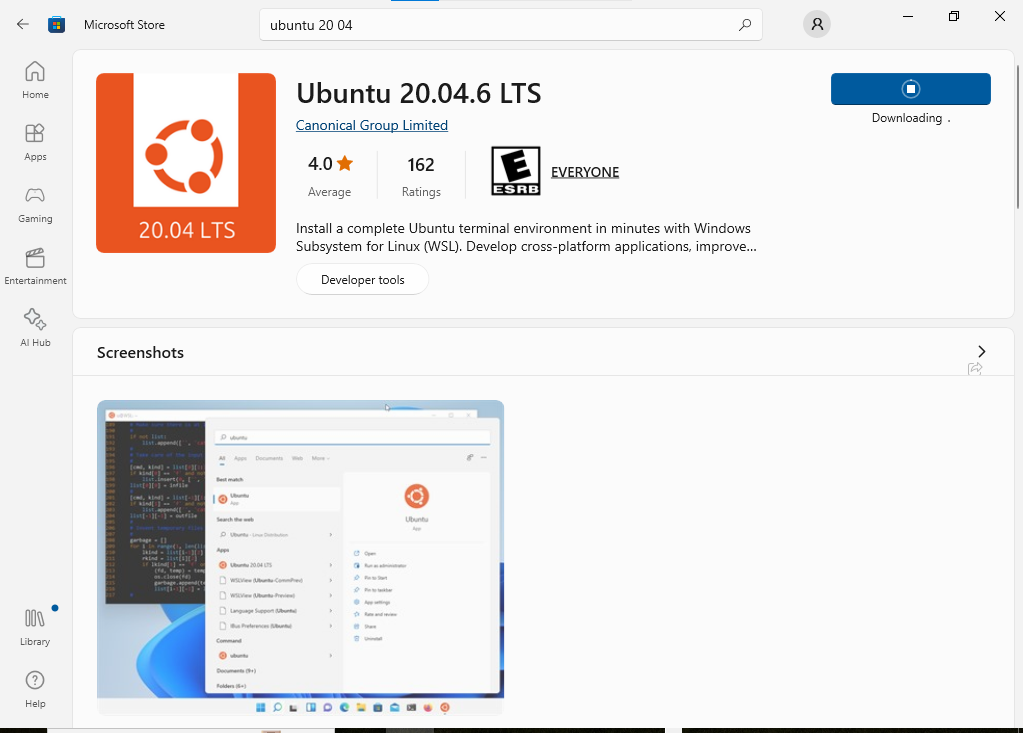 Microsoft Store
ubuntu 20 04
Home
Apps
Gaming
Entertainment
AI Hub
Library
Help
20.04 LTS
Ubuntu 20.04.6 LTS
Canonical Group Limited
4.0
Average
162
Ratings
E
ESRB
EVERYONE
Install a complete Ubuntu terminal environment in minutes with Windows
Subsystem for Linux (WSL). Develop cross-platform applications, improve...
Developer tools
Downloading .
Screenshots
ubuntu
All Apps Documents Web More
Best match
Ubuntu
App
Search the web
Ubuntu - Linux Distribution
Apps
Ubuntu 20.04 LTS
WSLView (Ubuntu-CommPrev)
WSLView (Ubuntu-Preview)
Language Support (Ubuntu)
IBus Preferences (Ubuntu)
Command
ubuntu
Documents (9+)
Folders (6+)
Ubuntu
App
Open
Run as administrator
Pin to Start
Pin to taskbar
App settings
Rate and review
Share
Uninstall